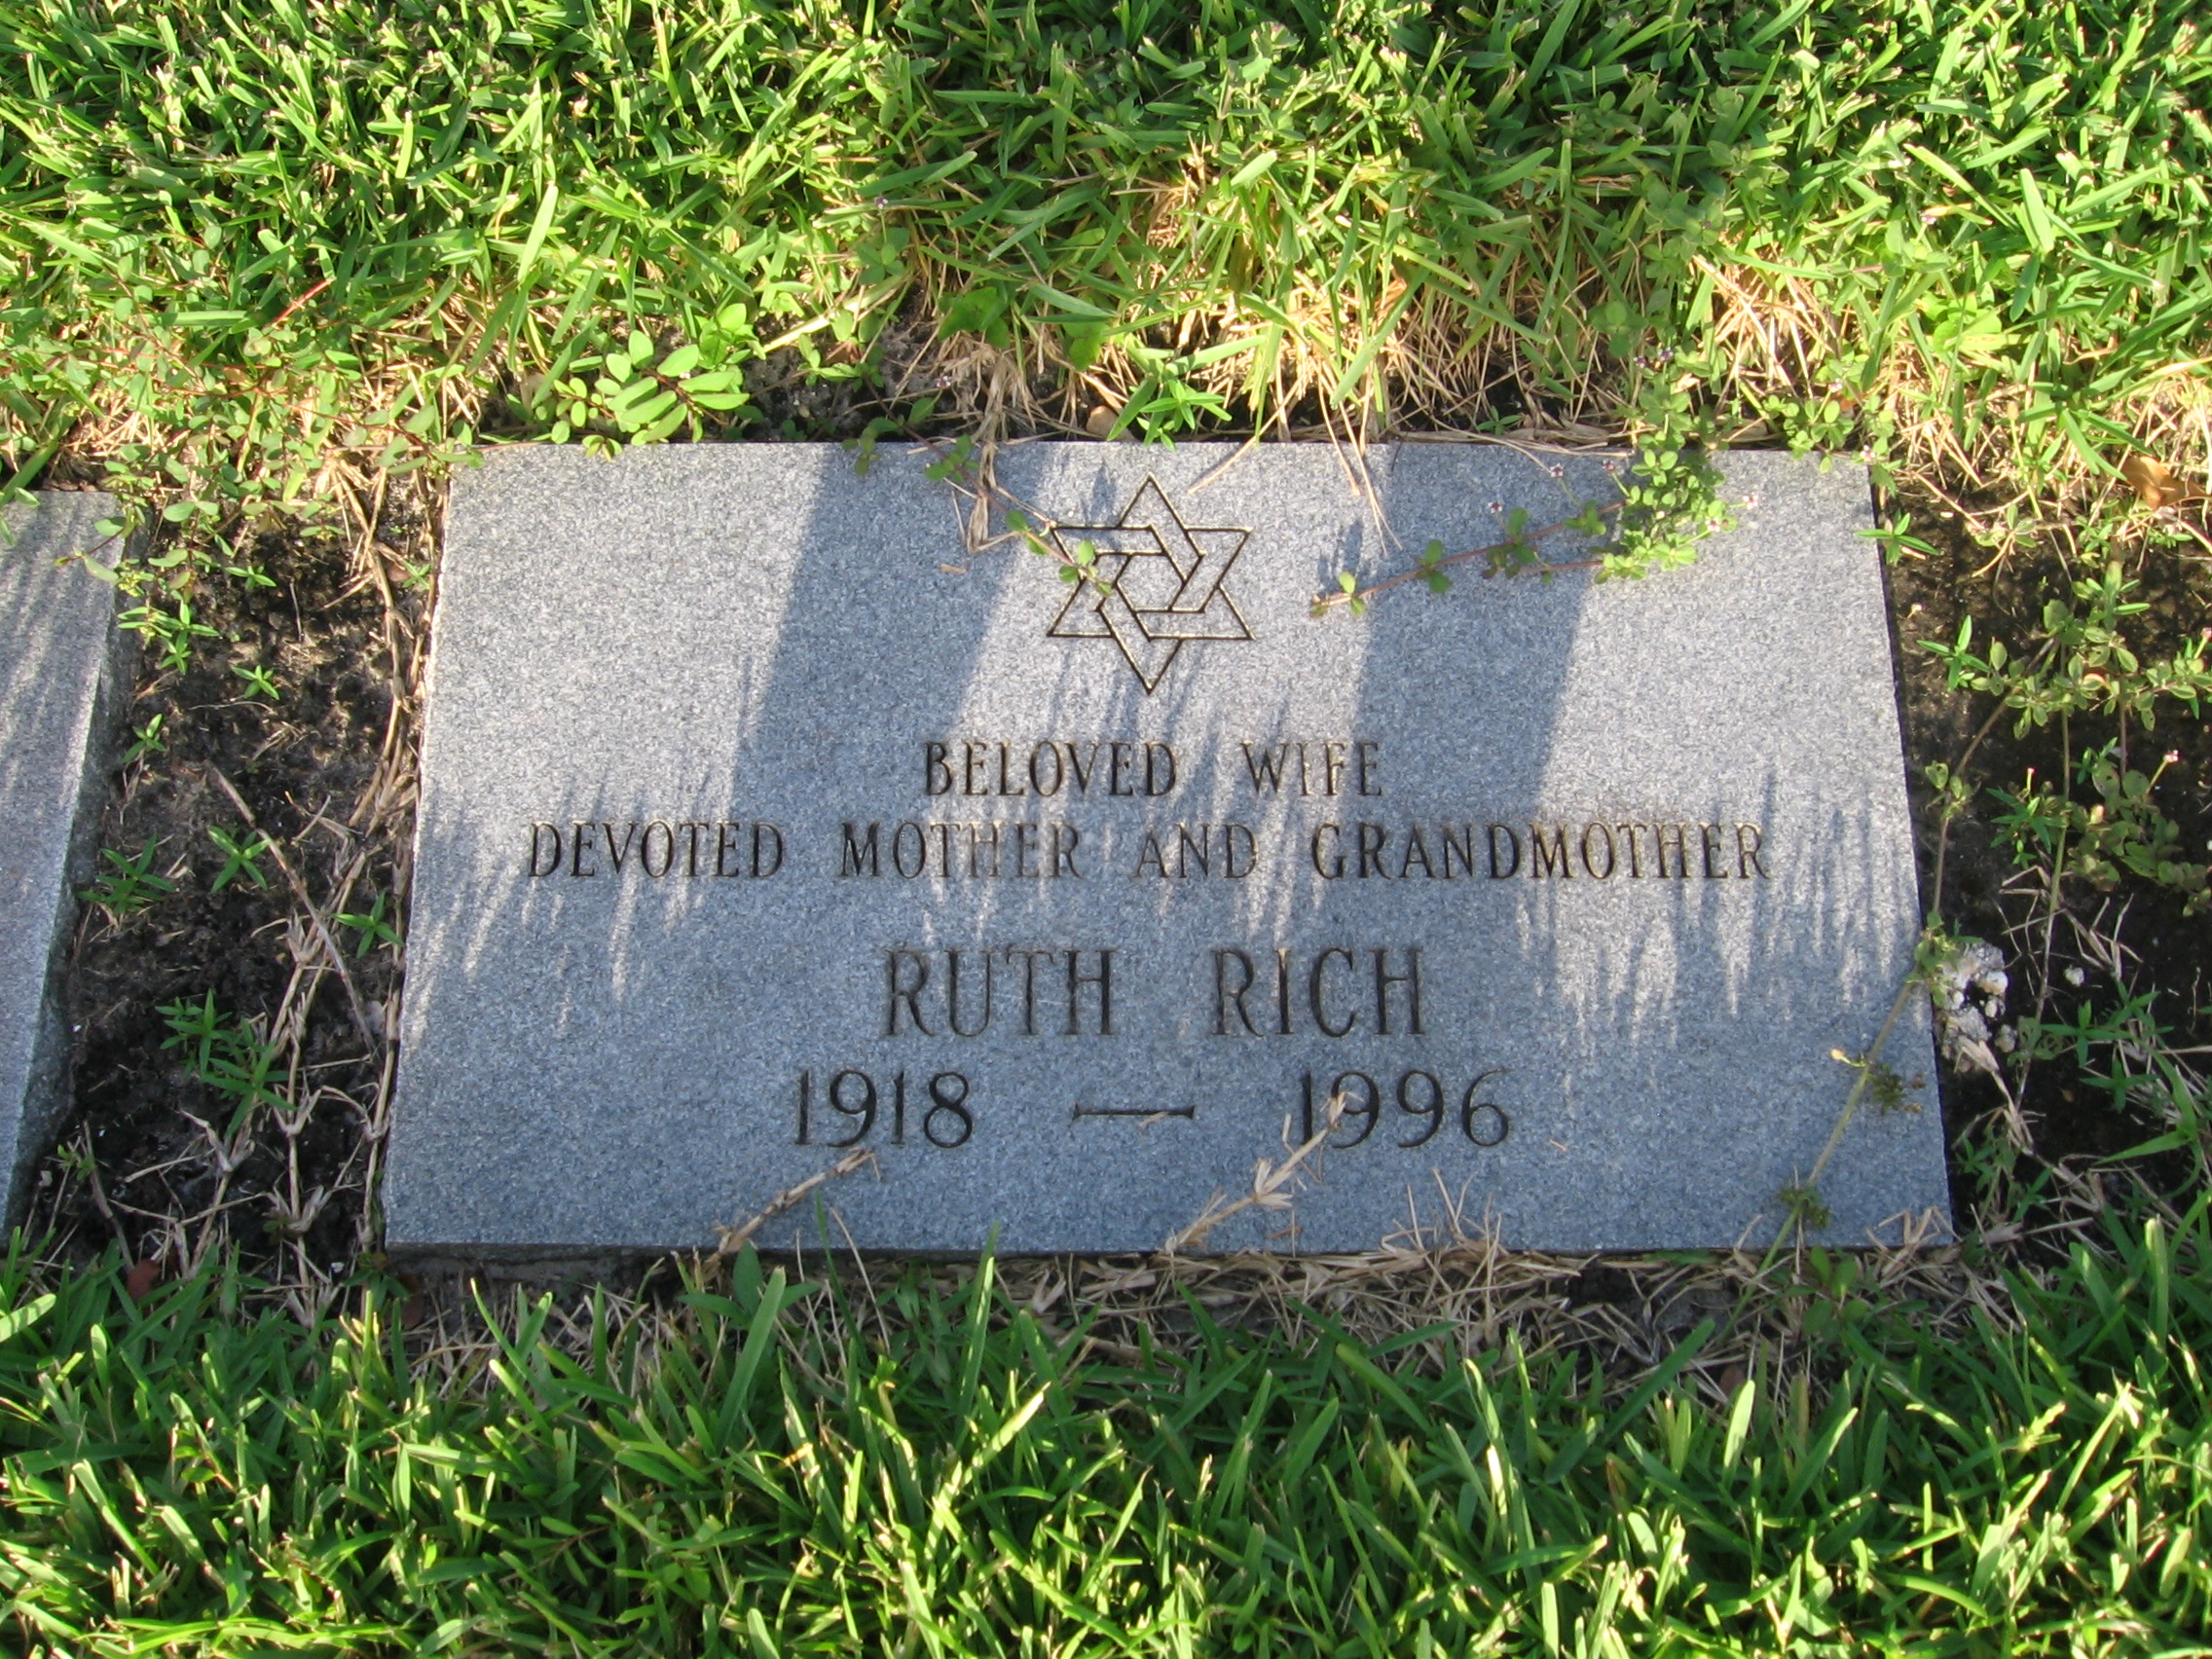 BELOVED WIFE
DEVOTED MOTHER AND GRANDMOTHER
RUTH RICH
1918 — 1996